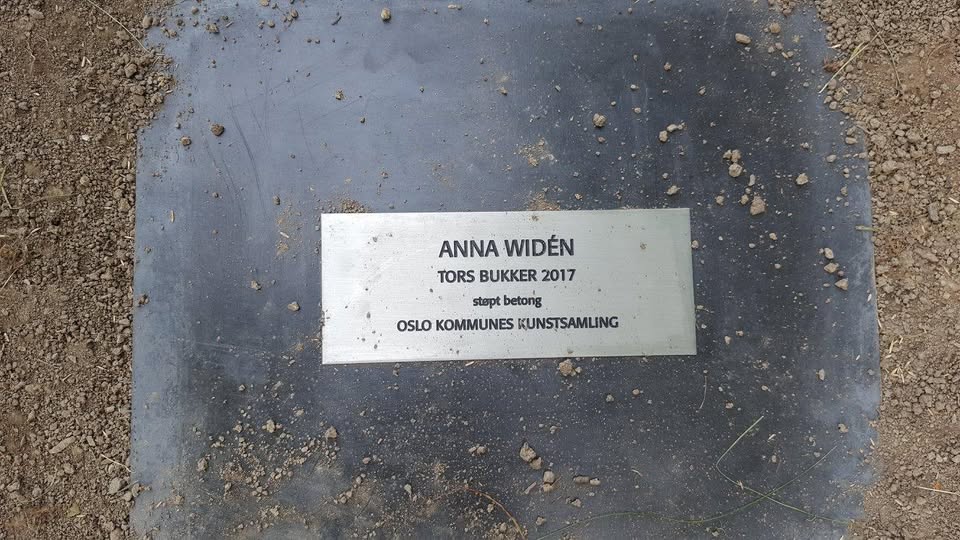 ANNA WIDÉN
TORS BUKKER 2017
støpt betong
OSLO KOMMUNES KUNSTSAMLING